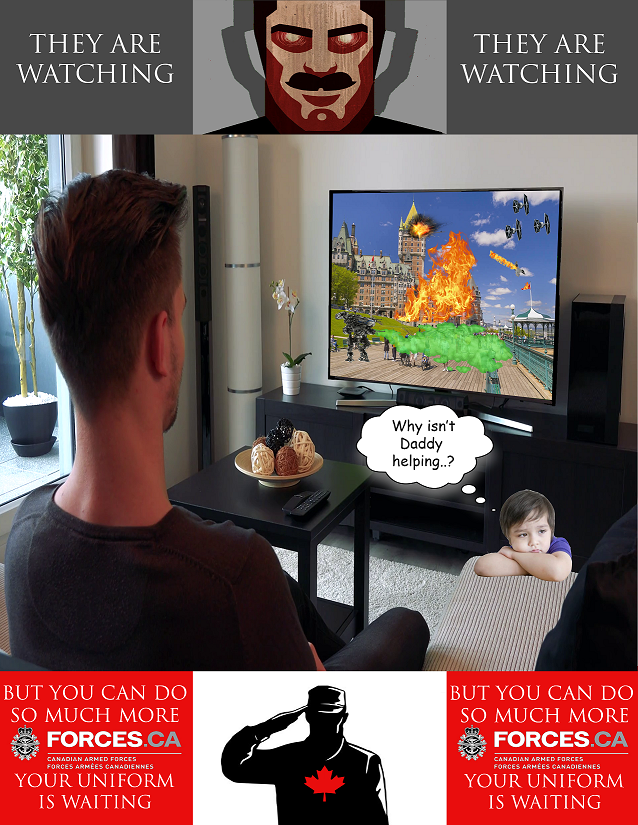 THEY ARE
WATCHING
THEY ARE
WATCHING
Why isn't
Daddy
helping..?
BUT YOU CAN DO
SO MUCH MORE
FORCES.CA
CANADIAN ARMED FORCES
FORCES ARMÉES CANADIENNES
YOUR UNIFORM
IS WAITING
BUT YOU CAN DO
SO MUCH MORE
FORCES.CA
CANADIAN ARMED FORCES
FORCES ARMÉES CANADIENNES
YOUR UNIFORM
IS WAITING